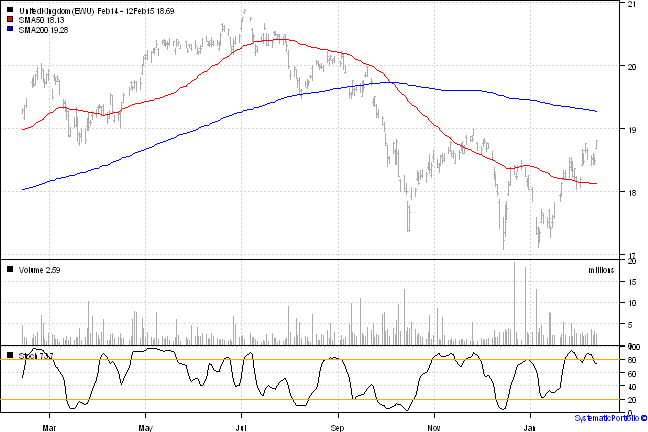 UnitedKingdom (EWU) Feb14 - 12Feb15 18.69
SMA50 18.13
SMA200 19.28
21
20
19
18
17
Volume 2.59
millions
20
15
10
5
0
Stoch 73.7
100
80
60
40
20
0
Mar May Jul Sep Nov Jan
SystematicPortfolio ©